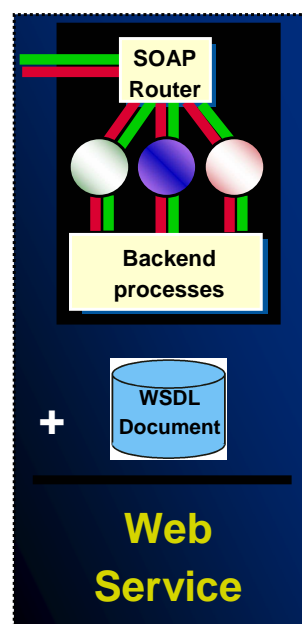 SOAP
Router
Backend
processes
WSDL
+
Document
Web
Service